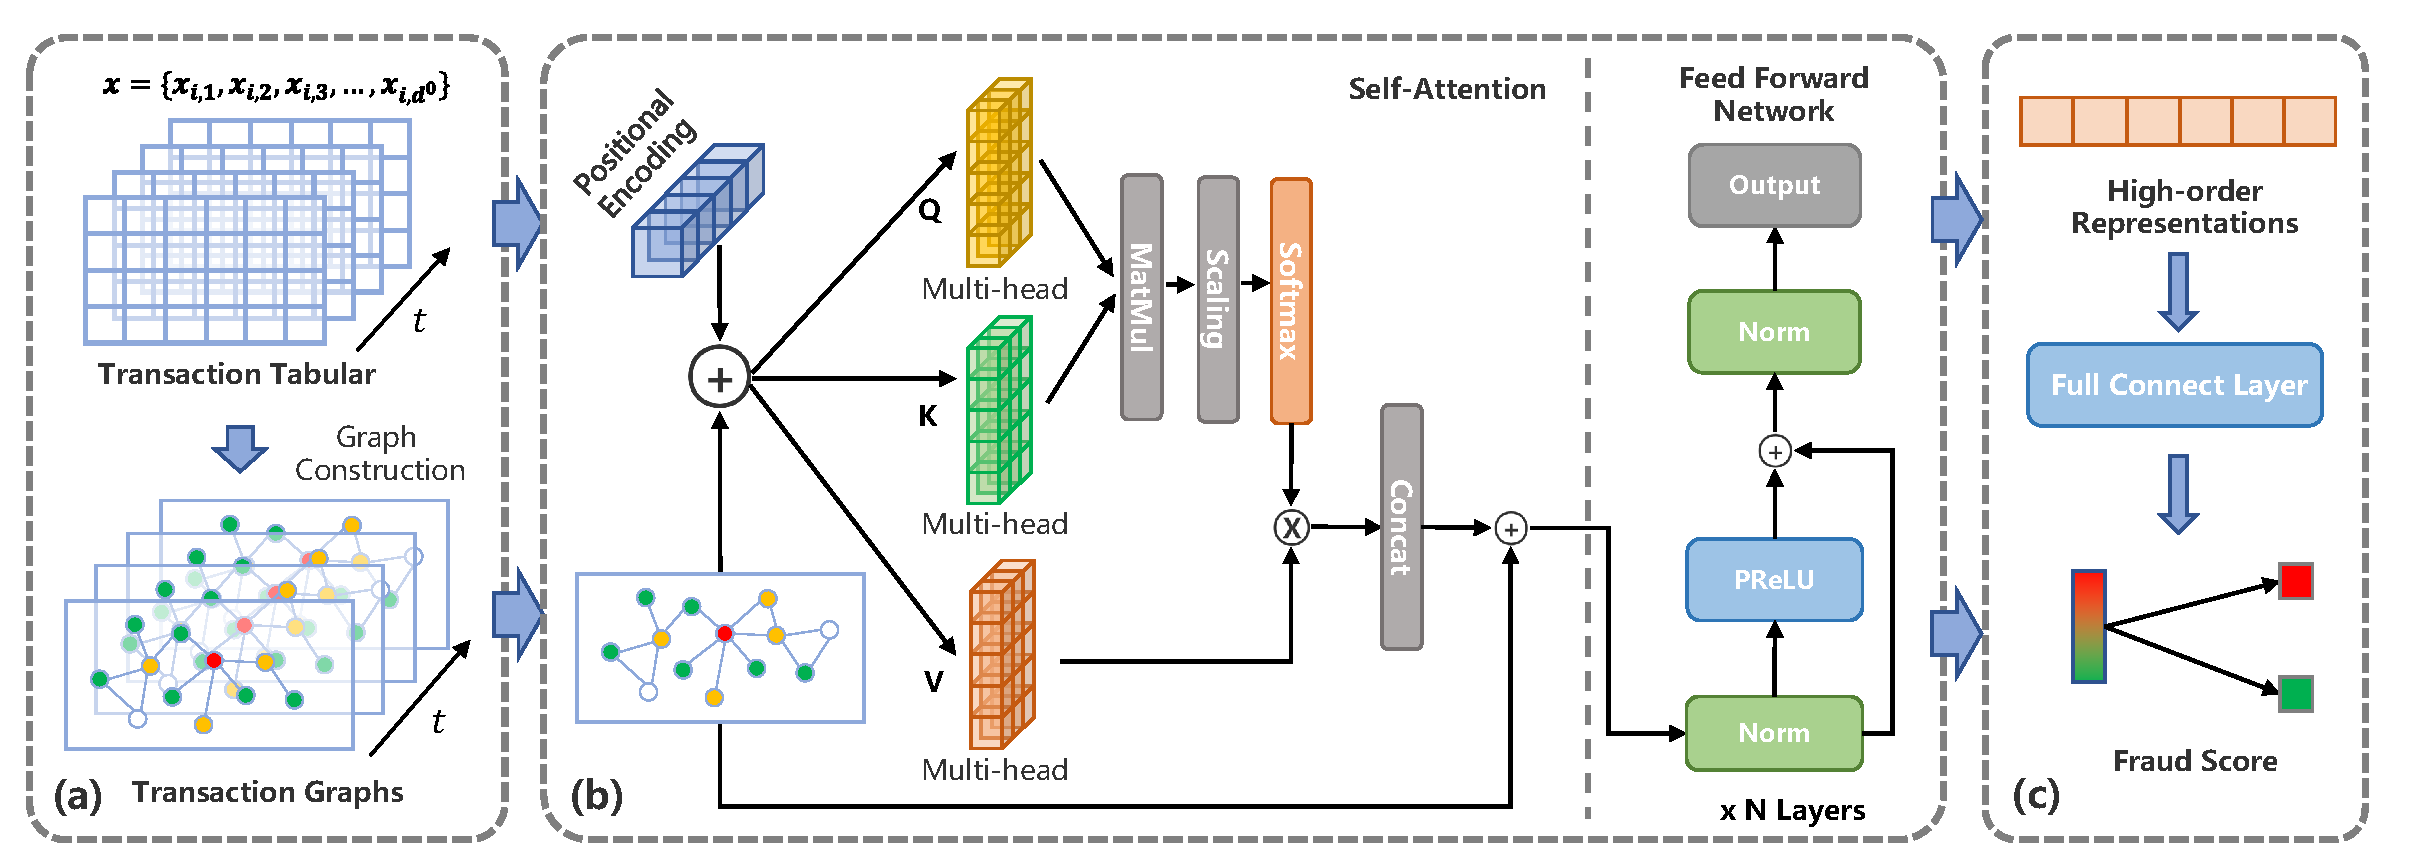 x = {x_{i,1}, x_{i,2}, x_{i,3}, ..., x_{i,d^0}}
t
Transaction Tabular
Graph
Construction
t
(a)
Transaction Graphs
Positional
Encoding
Self-Attention
Q
Multi-head
K
Multi-head
V
Multi-head
+
MatMul
Scaling
Softmax
X
Concat
+
(b)
Feed Forward
Network
Output
Norm
+
PReLU
Norm
x N Layers
High-order
Representations
Full Connect Layer
Fraud Score
(c)